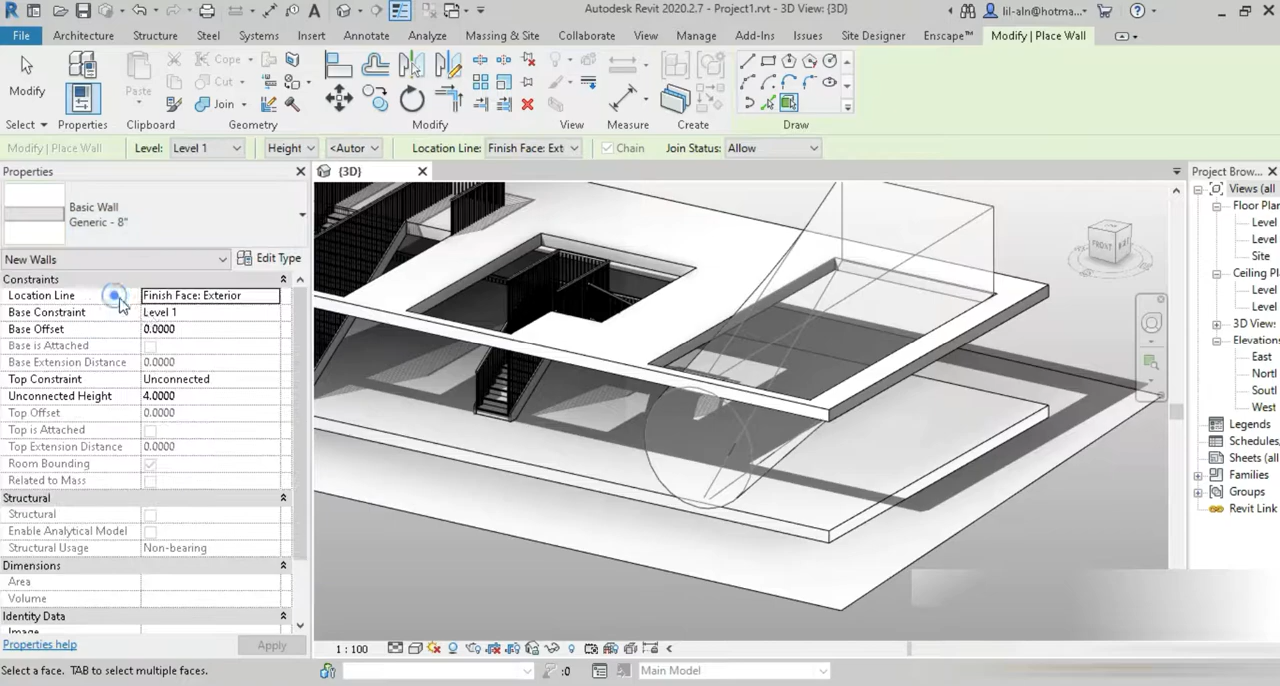 Autodesk Revit 2020.2.7 - Project1.rvt - 3D View: {3D}
lil-aln@hotma...
File Architecture Structure Steel Systems Insert Annotate Analyze Massing & Site Collaborate View Manage Add-Ins Issues Site Designer Enscape™ Modify | Place Wall
Modify
Paste
Cope
Cut
Join
Select Properties Clipboard Geometry Modify View Measure Create Draw
Modify | Place Wall Level: Level 1 Height <Autor Location Line: Finish Face: Ext Chain Join Status: Allow
Properties
{3D}
Project Brow...
Basic Wall
Generic - 8"
New Walls
Edit Type
Constraints
Location Line Finish Face: Exterior
Base Constraint Level 1
Base Offset 0.0000
Base is Attached
Base Extension Distance 0.0000
Top Constraint Unconnected
Unconnected Height 4.0000
Top Offset 0.0000
Top is Attached
Top Extension Distance 0.0000
Room Bounding
Related to Mass
Structural
Structural
Enable Analytical Model
Structural Usage Non-bearing
Dimensions
Area
Volume
Identity Data
Properties help
Apply
FRONT
Views (all
Floor Plan
Level
Level
Site
Ceiling Pl
Level
Level
3D Views
Elevations
East
Nortl
Soutl
West
Legends
Schedules,
Sheets (all
Families
Groups
Revit Link
1 : 100
Select a face. TAB to select multiple faces.
:0
Main Model